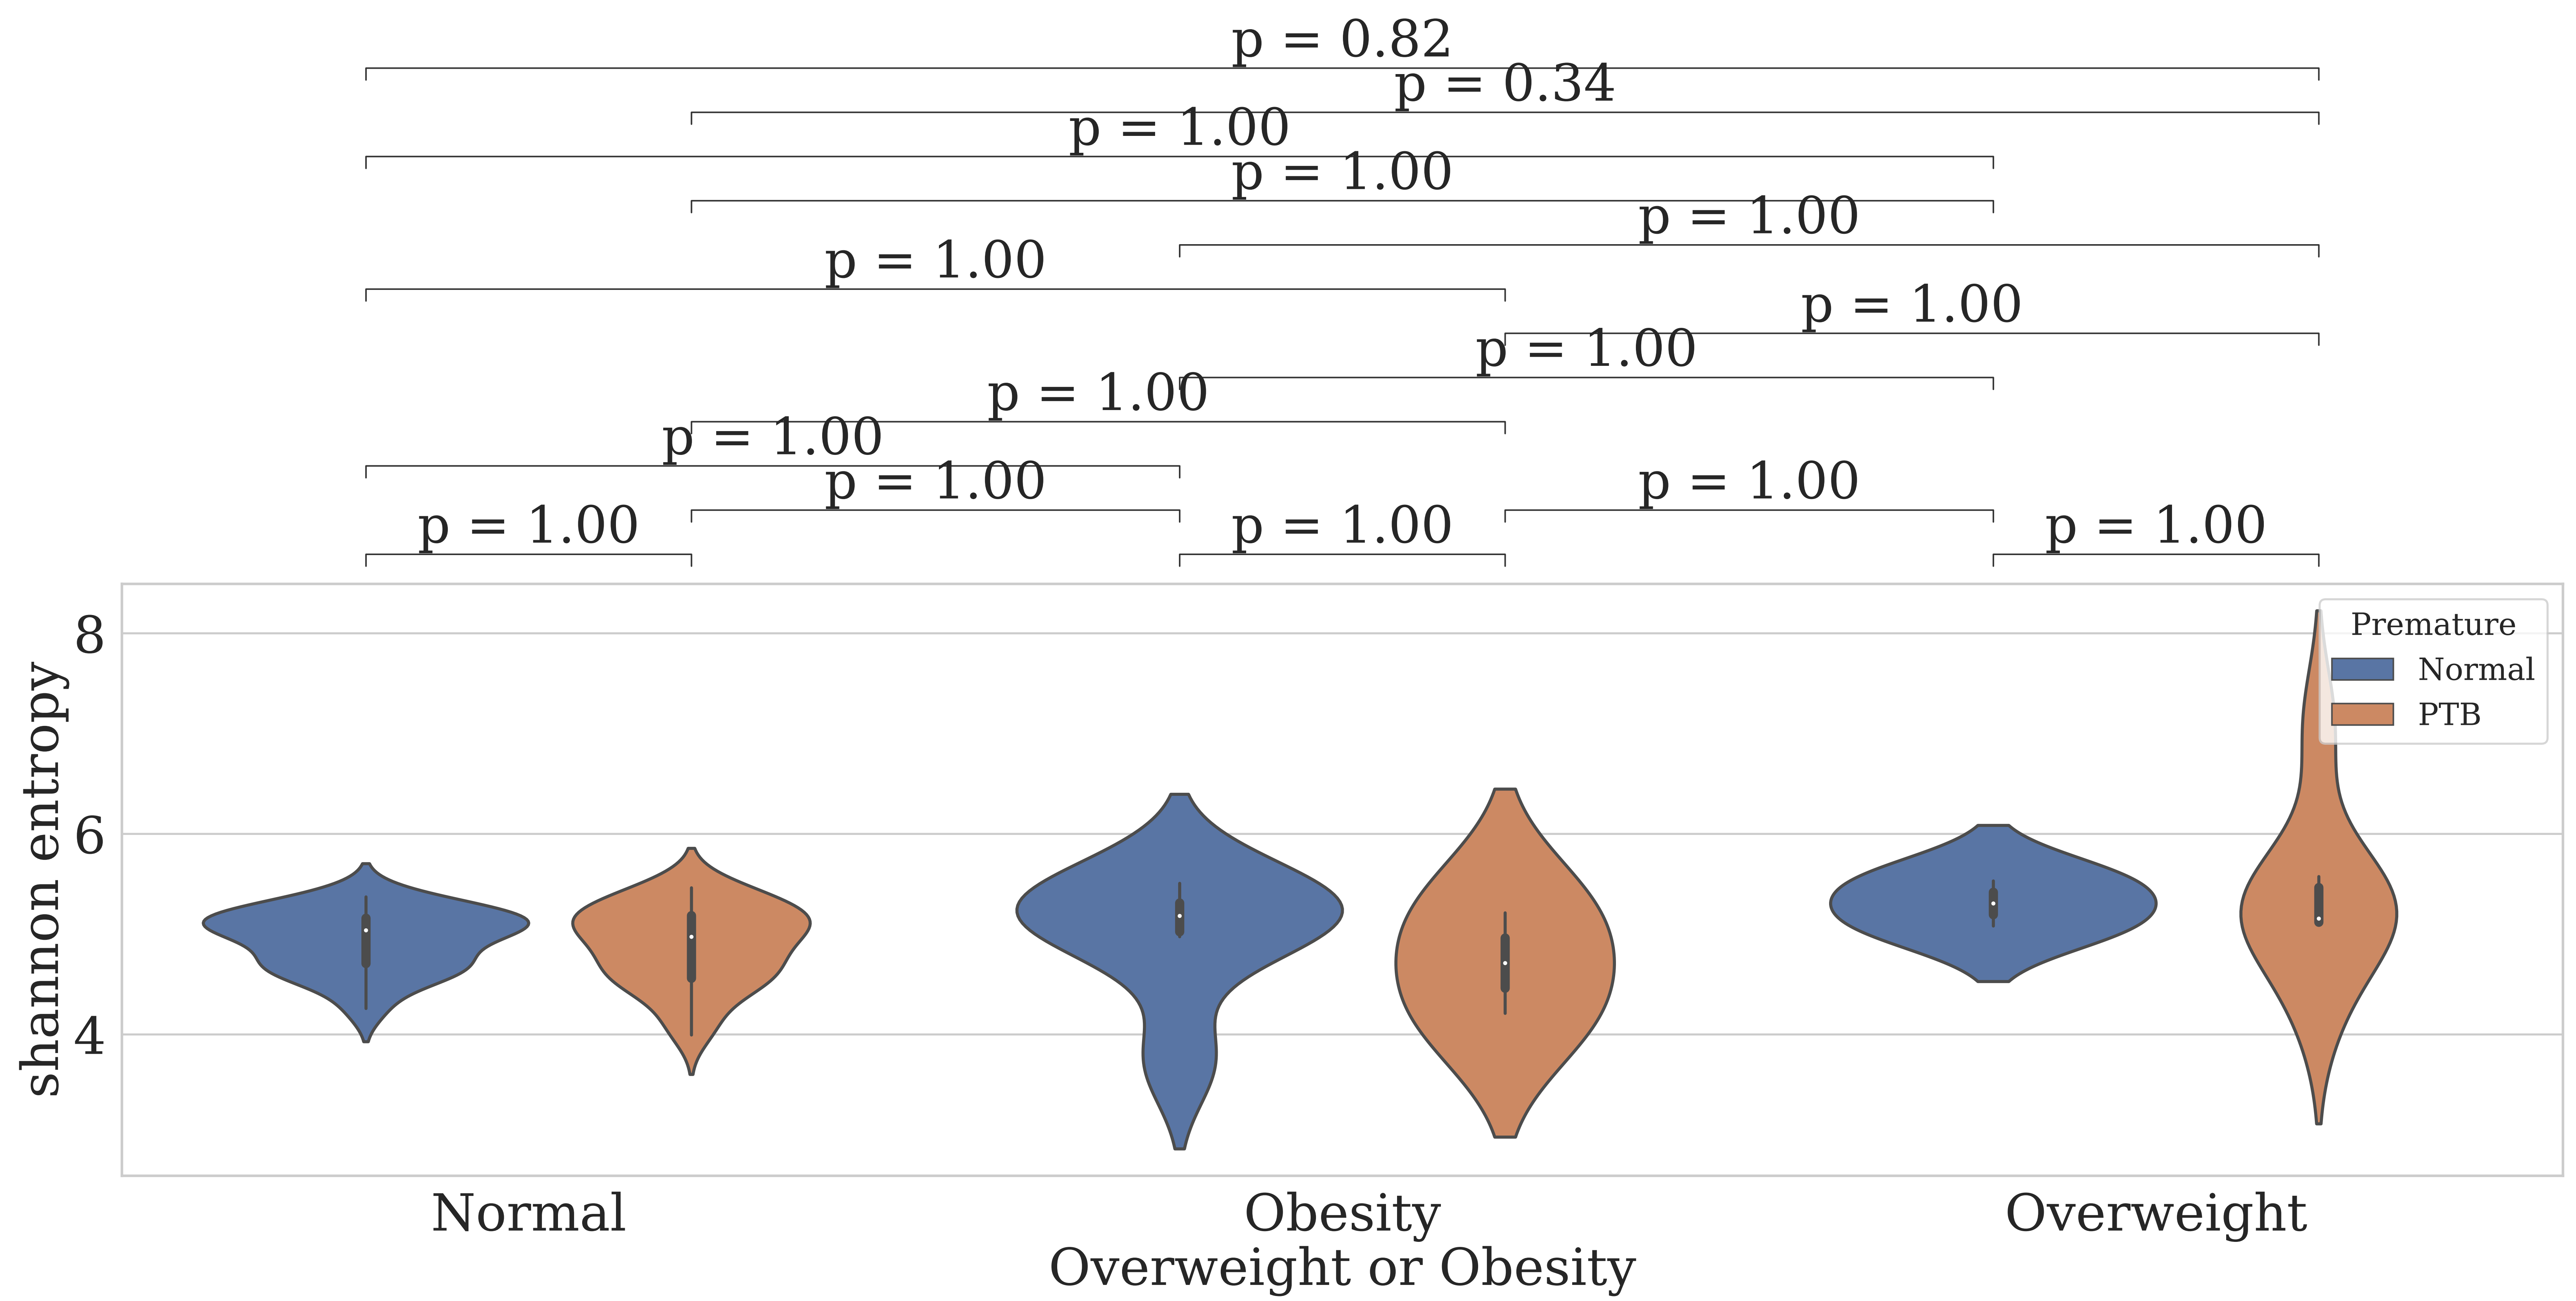 p = 0.82
p = 0.34
p = 1.00
p = 1.00
p = 1.00
p = 1.00
p = 1.00
p = 1.00
p = 1.00
p = 1.00
p = 1.00
p = 1.00
p = 1.00
p = 1.00
p = 1.00
shannon entropy
8
6
4
Premature
Normal
PTB
Normal
Obesity
Overweight
Overweight or Obesity